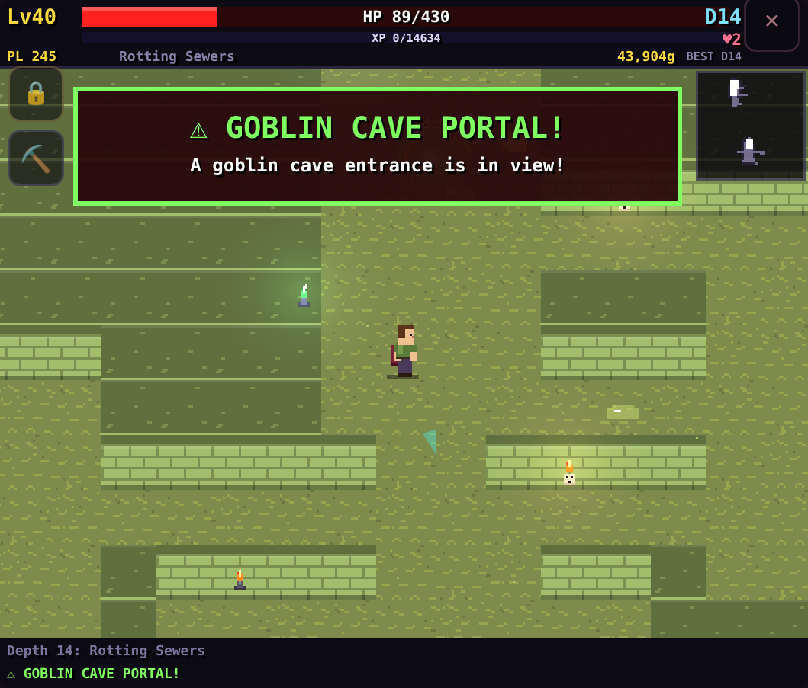 Lv40
HP 89/430
D14
XP 0/14634
♥2
PL 245
Rotting Sewers
43,904g
BEST D14
✕
⚠ GOBLIN CAVE PORTAL!
A goblin cave entrance is in view!
Depth 14: Rotting Sewers
⚠ GOBLIN CAVE PORTAL!